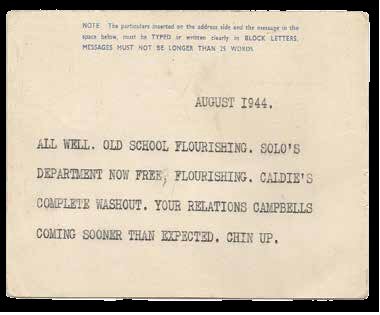 NOTE The particulars inserted on the address side and the message in the
space below, must be TYPED or written clearly in BLOCK LETTERS.
MESSAGES MUST NOT BE LONGER THAN 25 WORDS
AUGUST 1944.
ALL WELL. OLD SCHOOL FLOURISHING. SOLO'S
DEPARTMENT NOW FREE, FLOURISHING. CALDIE'S
COMPLETE WASHOUT. YOUR RELATIONS CAMPBELLS
COMING SOONER THAN EXPECTED. CHIN UP.